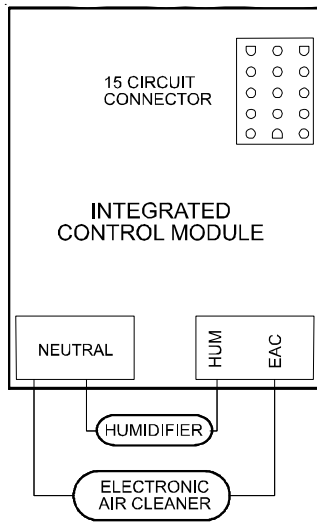 15 CIRCUIT
CONNECTOR
INTEGRATED
CONTROL MODULE
NEUTRAL
HUM
EAC
HUMIDIFIER
ELECTRONIC
AIR CLEANER